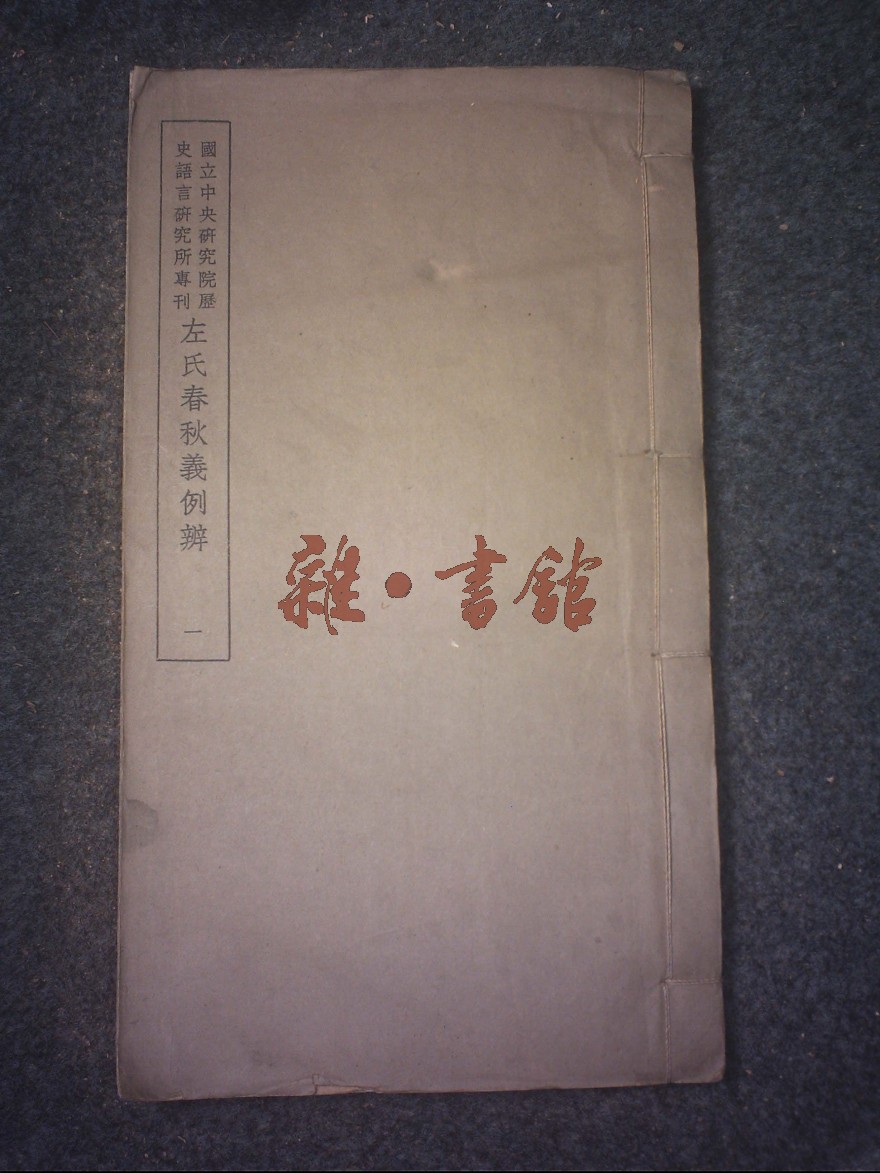 國立中央研究院歷
史語言研究所專刊
左氏春秋義例辨
一
雜·書館